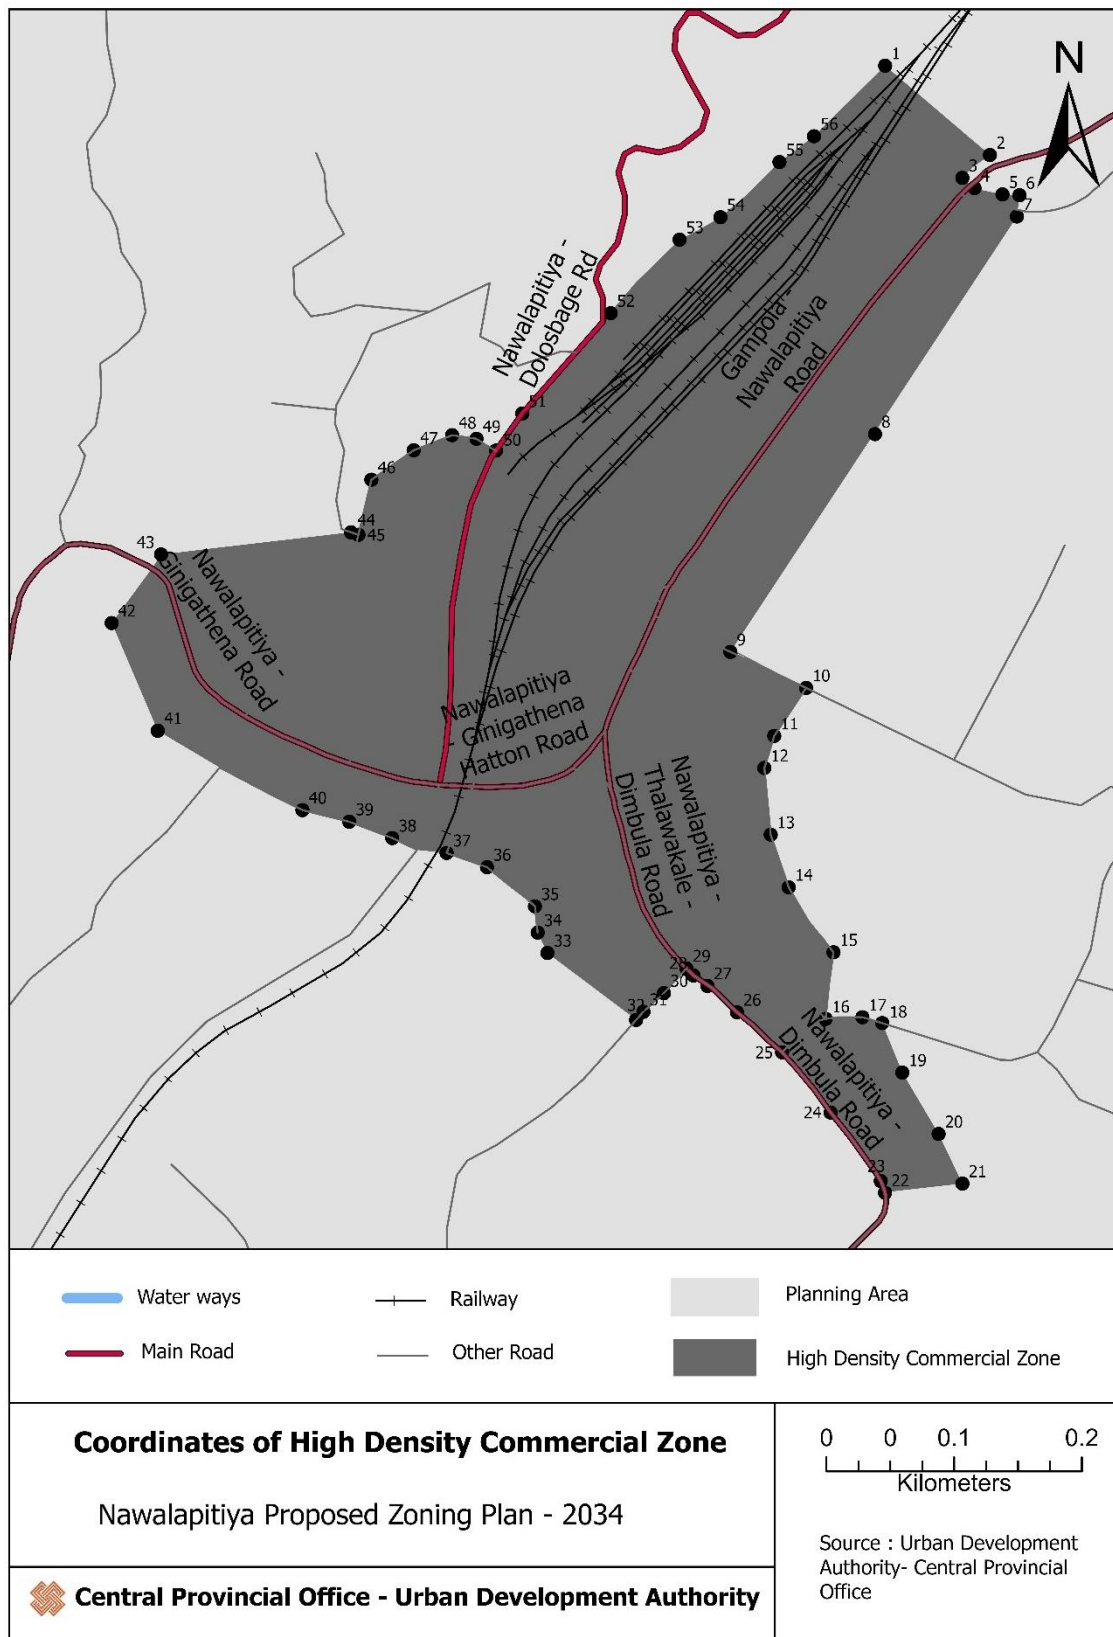 1
N
56
2
55
3
4
5
6
7
54
53
Nawalapitiya -
Dolosbage Rd
52
Gampola -
Nawalapitiya
Road
51
8
48
49
47
50
46
44
45
43
Nawalapitiya -
Ginigathena Road
42
9
10
Nawalapitiya
- Ginigathena
Hatton Road
41
11
12
Nawalapitiya -
Thalawakale -
Dimbula Road
40
39
38
13
37
36
14
35
34
33
15
29
28
27
30
31
32
26
16
17
18
Nawalapitiya -
Dimbula Road
25
19
24
20
23
22
21
Water ways
Railway
Planning Area
Main Road
Other Road
High Density Commercial Zone
Coordinates of High Density Commercial Zone
Nawalapitiya Proposed Zoning Plan - 2034
Central Provincial Office - Urban Development Authority
0 0 0.1 0.2
Kilometers
Source : Urban Development
Authority- Central Provincial
Office